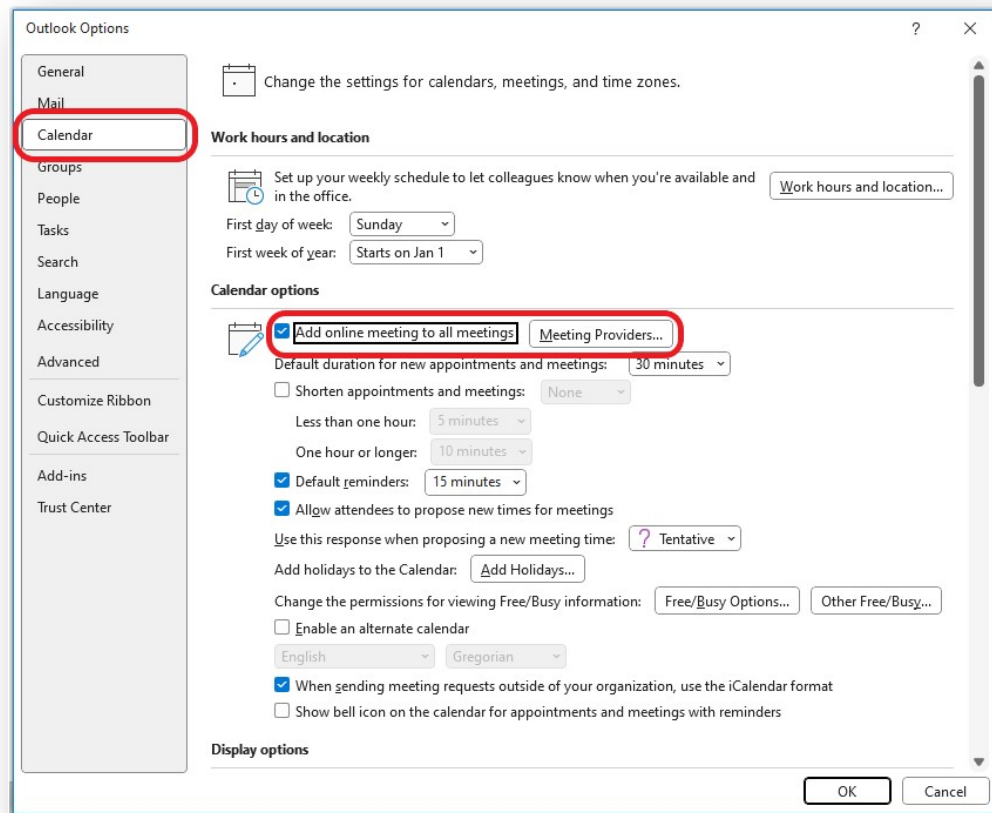 Outlook Options
?
General
Mail
Calendar
Groups
People
Tasks
Search
Language
Accessibility
Advanced
Customize Ribbon
Quick Access Toolbar
Add-ins
Trust Center
Change the settings for calendars, meetings, and time zones.
Work hours and location
Set up your weekly schedule to let colleagues know when you're available and
in the office.
Work hours and location...
First day of week: Sunday
First week of year: Starts on Jan 1
Calendar options
Add online meeting to all meetings Meeting Providers...
Default duration for new appointments and meetings: 30 minutes
Shorten appointments and meetings: None
Less than one hour: 5 minutes
One hour or longer: 10 minutes
Default reminders: 15 minutes
Allow attendees to propose new times for meetings
Use this response when proposing a new meeting time: ? Tentative
Add holidays to the Calendar: Add Holidays...
Change the permissions for viewing Free/Busy information: Free/Busy Options... Other Free/Busy...
Enable an alternate calendar
English Gregorian
When sending meeting requests outside of your organization, use the iCalendar format
Show bell icon on the calendar for appointments and meetings with reminders
Display options
OK Cancel